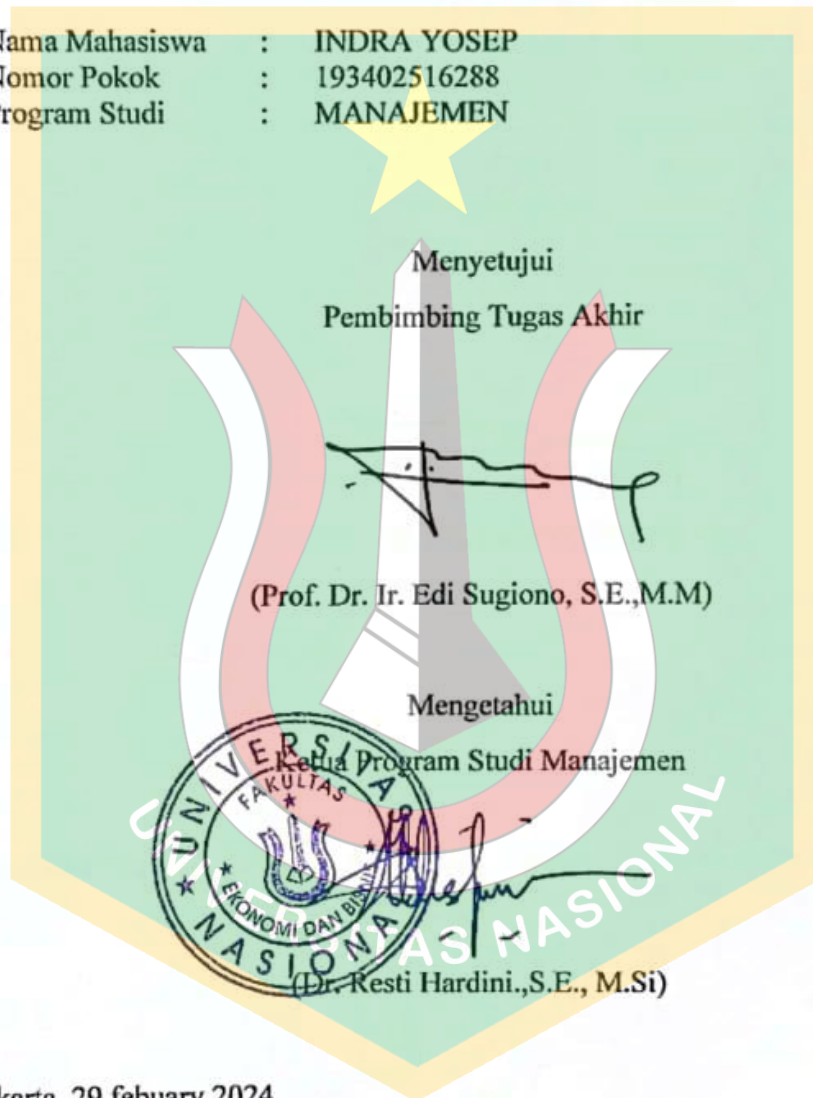 Nama Mahasiswa : INDRA YOSEP
Nomor Pokok : 193402516288
Program Studi : MANAJEMEN
Menyetujui
Pembimbing Tugas Akhir
(Prof. Dr. Ir. Edi Sugiono, S.E.,M.M)
Mengetahui
Ketua Program Studi Manajemen
UNIVERSITAS NASIONAL
FAKULTAS
EKONOMI DAN BISNIS
UNIVERSITAS NASIONAL
(Dr. Resti Hardini.,S.E., M.Si)
karta, 29 febuary 2024